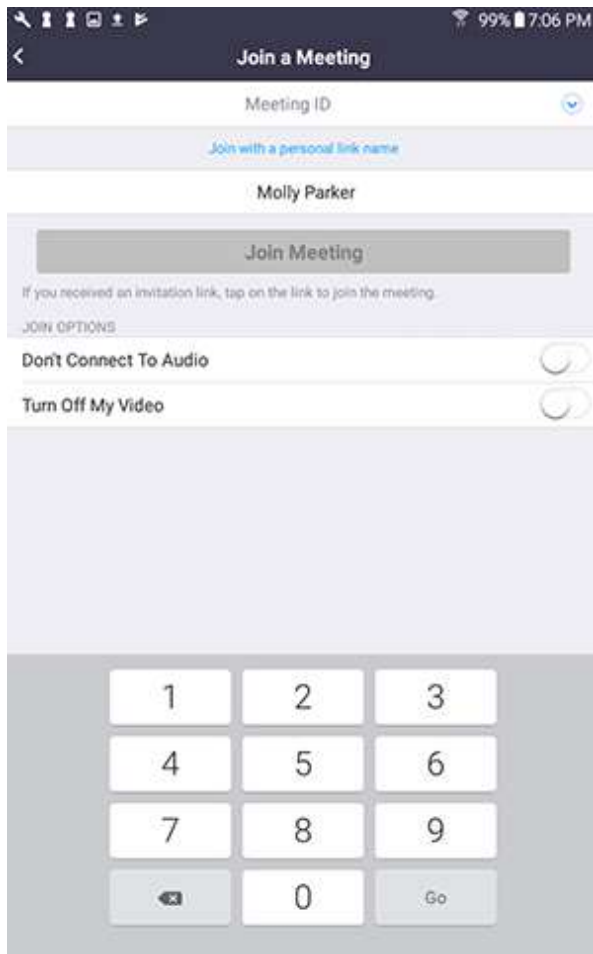 99% 7:06 PM
Join a Meeting
Meeting ID
Join with a personal link name
Molly Parker
Join Meeting
If you received an invitation link, tap on the link to join the meeting.
JOIN OPTIONS
Don't Connect To Audio
Turn Off My Video
1 2 3
4 5 6
7 8 9
0 Go